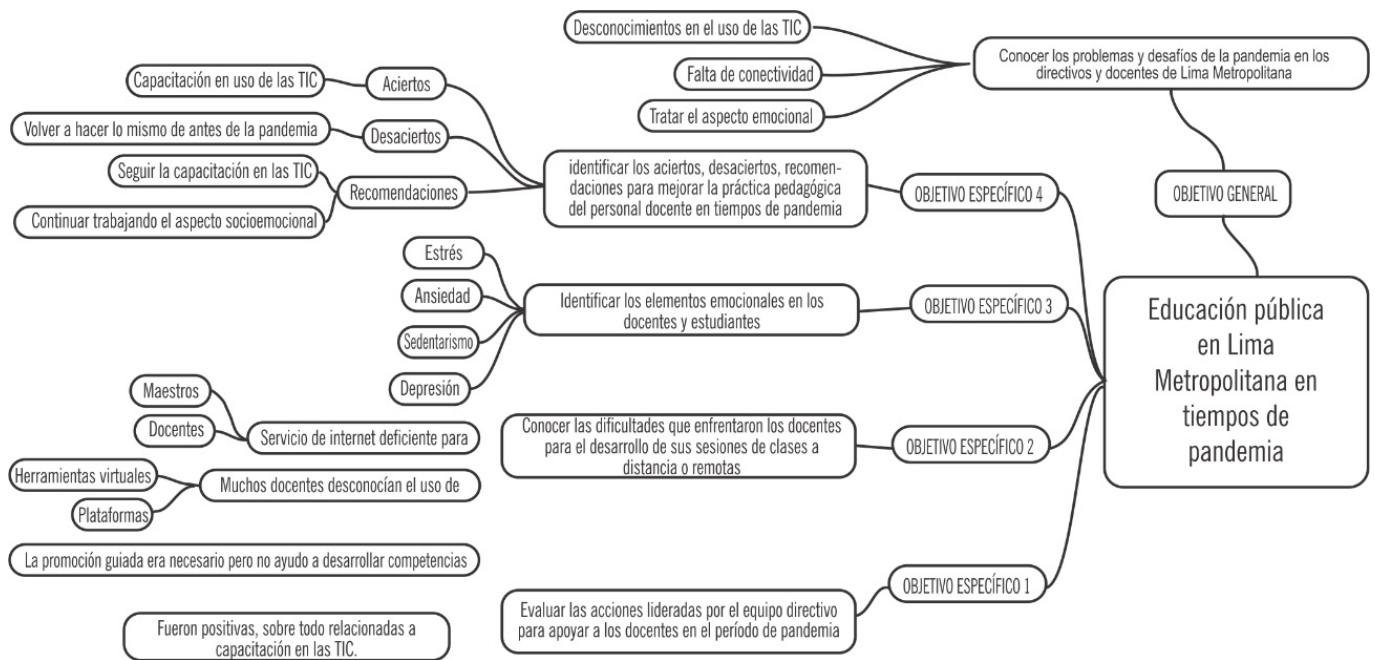 Desconocimientos en el uso de las TIC
Falta de conectividad
Tratar el aspecto emocional
Conocer los problemas y desafíos de la pandemia en los
directivos y docentes de Lima Metropolitana
OBJETIVO GENERAL
Educación pública
en Lima
Metropolitana en
tiempos de
pandemia
Capacitación en uso de las TIC
Aciertos
Volver a hacer lo mismo de antes de la pandemia
Desaciertos
Seguir la capacitación en las TIC
Recomendaciones
Continuar trabajando el aspecto socioemocional
identificar los aciertos, desaciertos, recomen-
daciones para mejorar la práctica pedagógica
del personal docente en tiempos de pandemia
OBJETIVO ESPECÍFICO 4
Estrés
Ansiedad
Sedentarismo
Depresión
Identificar los elementos emocionales en los
docentes y estudiantes
OBJETIVO ESPECÍFICO 3
Maestros
Docentes
Servicio de internet deficiente para
Herramientas virtuales
Plataformas
Muchos docentes desconocían el uso de
La promoción guiada era necesario pero no ayudo a desarrollar competencias
Conocer las dificultades que enfrentaron los docentes
para el desarrollo de sus sesiones de clases a
distancia o remotas
OBJETIVO ESPECÍFICO 2
Fueron positivas, sobre todo relacionadas a
capacitación en las TIC.
Evaluar las acciones lideradas por el equipo directivo
para apoyar a los docentes en el período de pandemia
OBJETIVO ESPECÍFICO 1